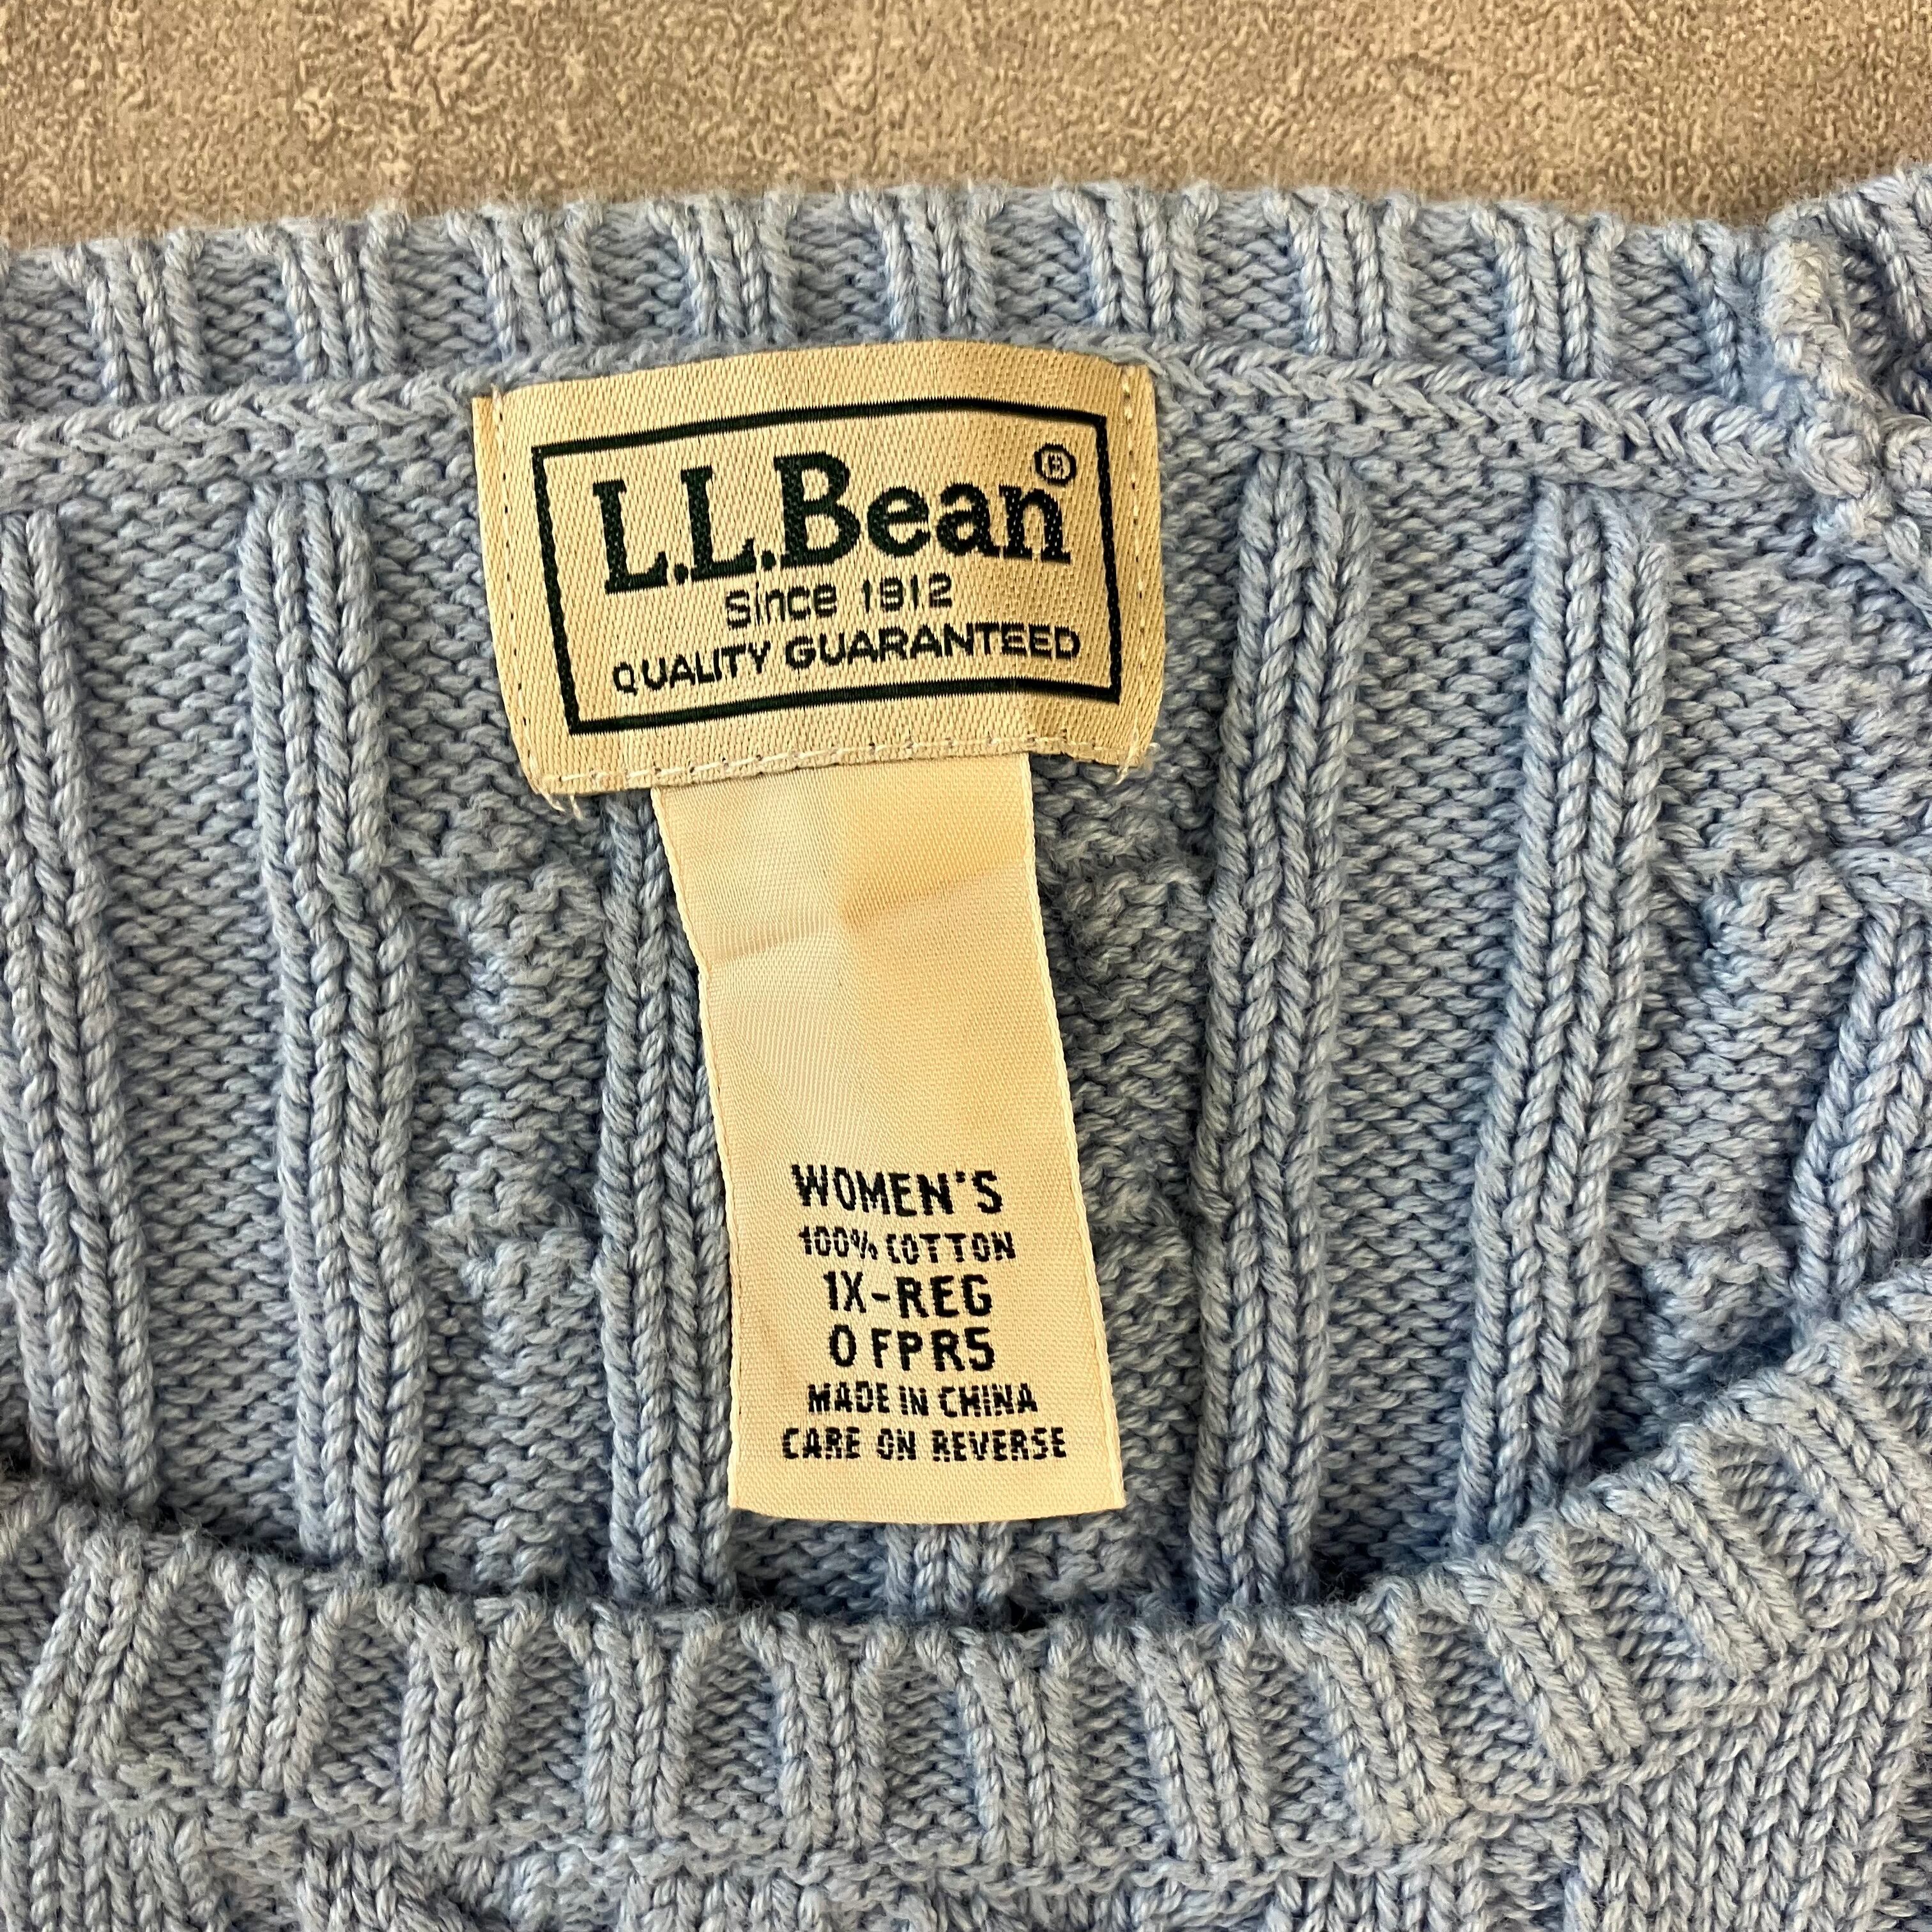 L.L.Bean®
Since 1912
QUALITY GUARANTEED
WOMEN'S
100% COTTON
1X-REG
0 FPR5
MADE IN CHINA
CARE ON REVERSE